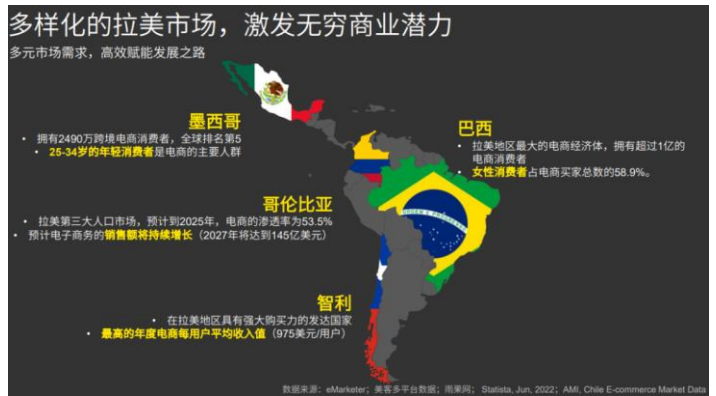 多样化的拉美市场，激发无穷商业潜力
多元市场需求，高效赋能发展之路
墨西哥
• 拥有2490万跨境电商消费者，全球排名第5
• 25-34岁的年轻消费者是电商的主要人群
巴西
• 拉美地区最大的电商经济体，拥有超过1亿的
电商消费者
• 女性消费者占电商买家总数的58.9%。
哥伦比亚
• 拉美第三大人口市场，预计到2025年，电商的渗透率为53.5%
• 预计电子商务的销售额将持续增长（2027年将达到145亿美元）
智利
• 在拉美地区具有强大购买力的发达国家
• 最高的年度电商每用户平均收入值（975美元/用户）
数据来源：eMarketer；美客多平台数据；雨果网；Statista, Jun, 2022；AMI, Chile E-commerce Market Data